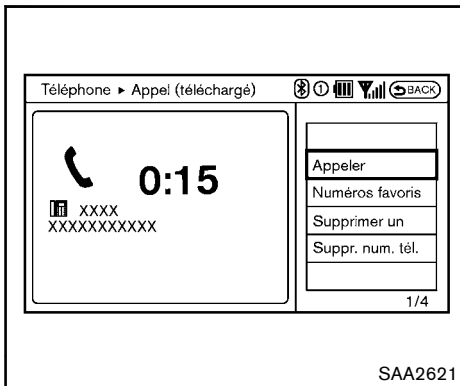 Téléphone ▸ Appel (téléchargé) 1 BACK
0:15
XXXX
XXXXXXXXXXX
Appeler
Numéros favoris
Supprimer un
Suppr. num. tél.
1/4
SAA2621